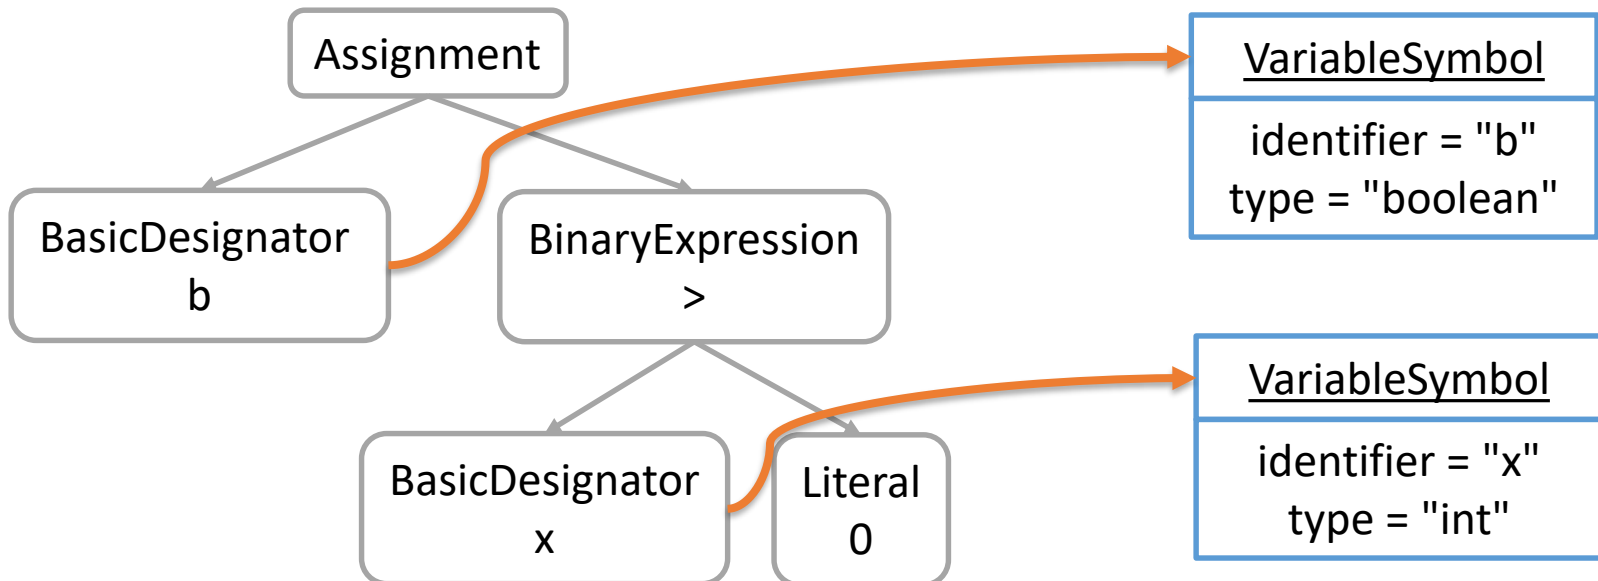 Assignment
BasicDesignator
b
BinaryExpression
>
BasicDesignator
x
Literal
0
VariableSymbol
identifier = "b"
type = "boolean"
VariableSymbol
identifier = "x"
type = "int"